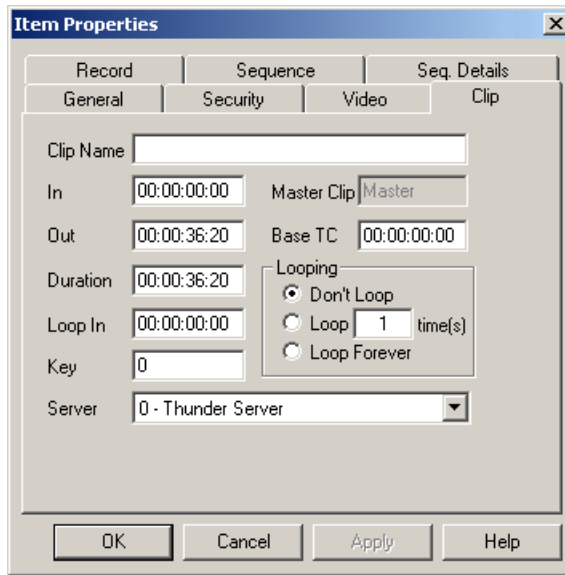 Item Properties
Record Sequence Seq. Details
General Security Video Clip
Clip Name
In 00:00:00:00 Master Clip Master
Out 00:00:36:20 Base TC 00:00:00:00
Looping
Duration 00:00:36:20
Don't Loop
Loop In 00:00:00:00
Loop 1 time(s)
Loop Forever
Key 0
Server 0 - Thunder Server
OK Cancel Apply Help